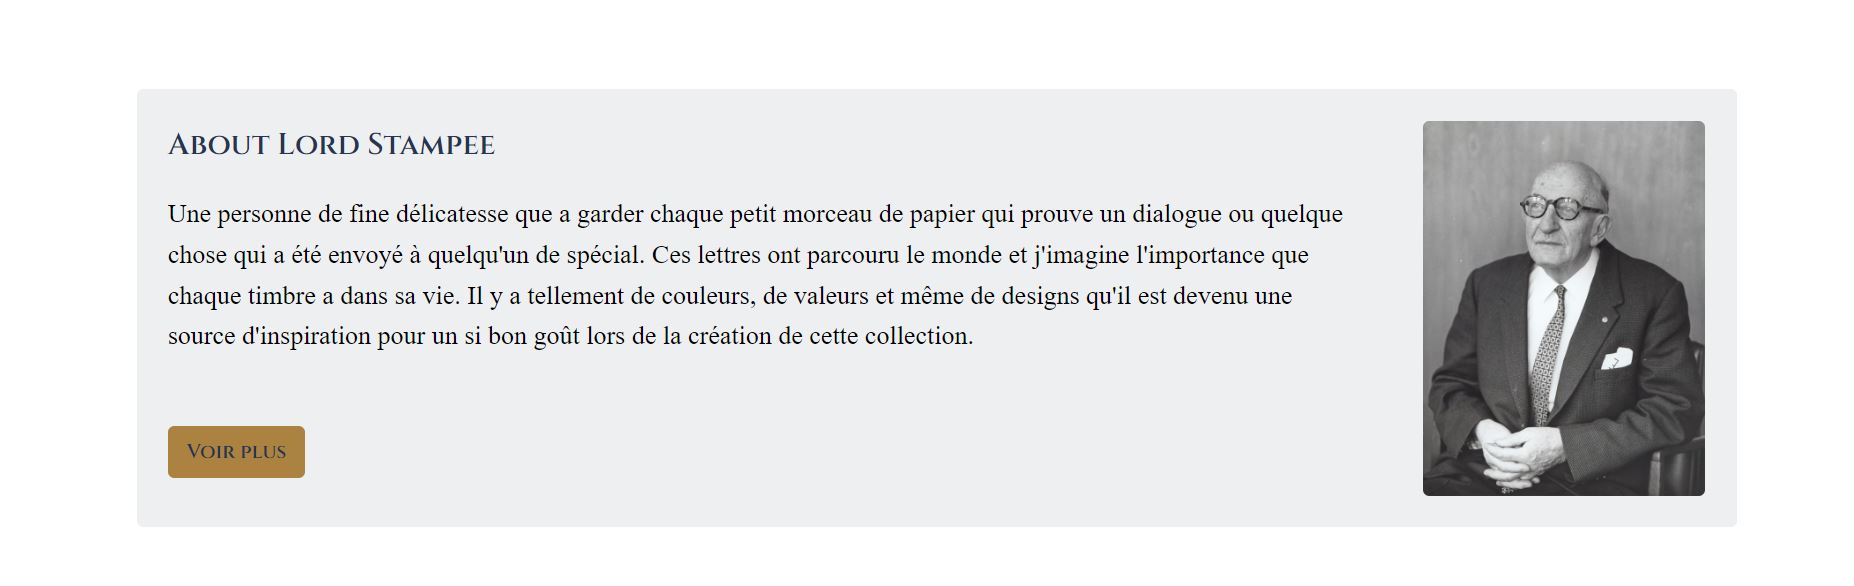 About Lord Stampee
Une personne de fine délicatesse que a garder chaque petit morceau de papier qui prouve un dialogue ou quelque
chose qui a été envoyé à quelqu'un de spécial. Ces lettres ont parcouru le monde et j'imagine l'importance que
chaque timbre a dans sa vie. Il y a tellement de couleurs, de valeurs et même de designs qu'il est devenu une
source d'inspiration pour un si bon goût lors de la création de cette collection.
Voir plus